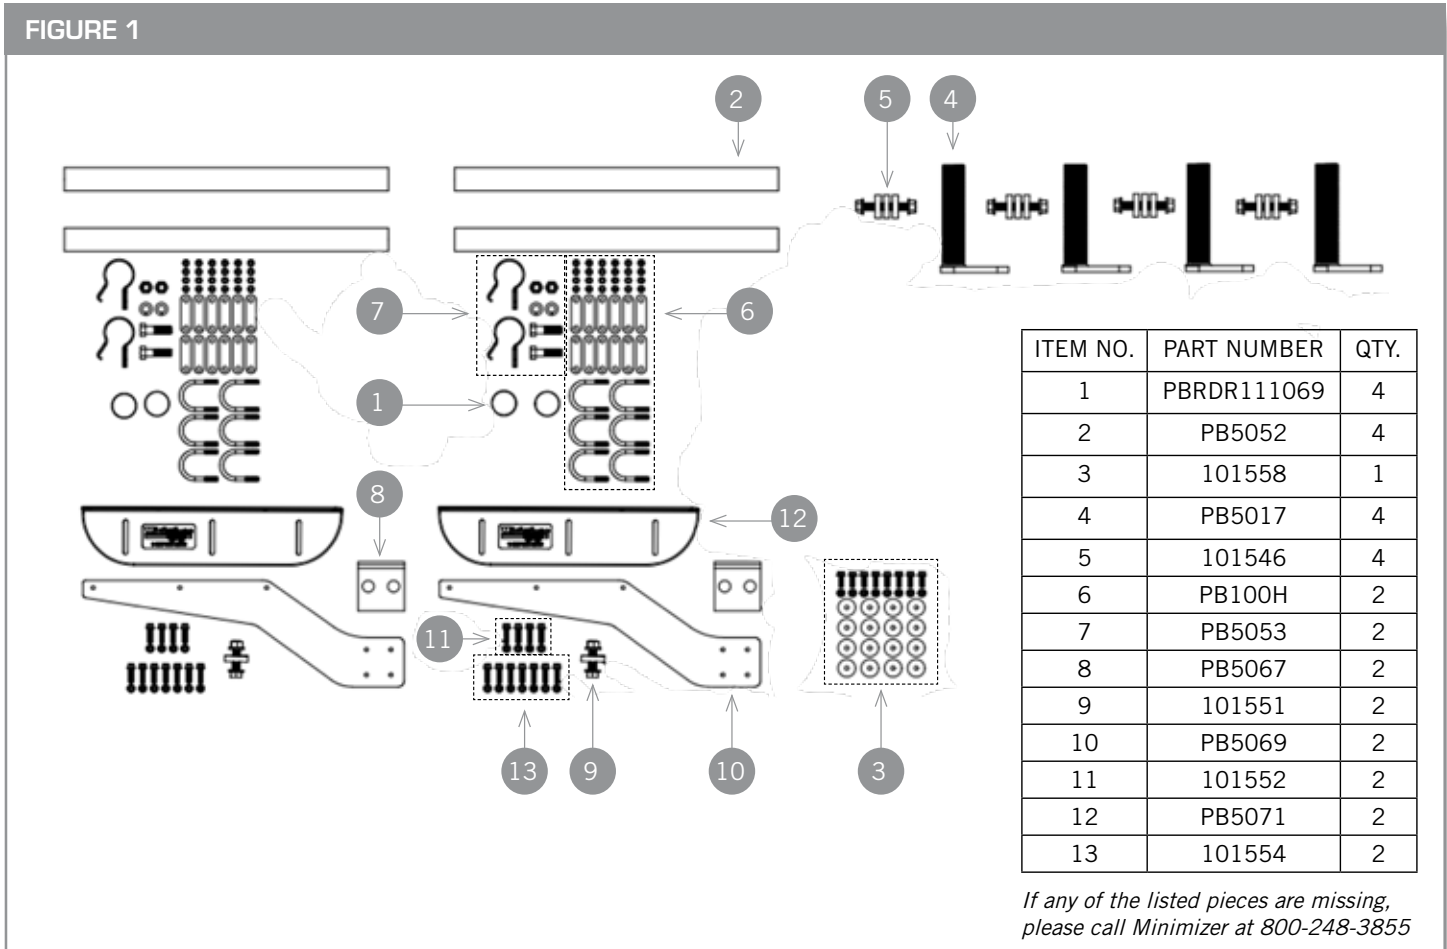 FIGURE 1
2
5
4
7
6
1
8
12
11
13
9
10
3
ITEM NO. PART NUMBER QTY.
1 PBRDR111069 4
2 PB5052 4
3 101558 1
4 PB5017 4
5 101546 4
6 PB100H 2
7 PB5053 2
8 PB5067 2
9 101551 2
10 PB5069 2
11 101552 2
12 PB5071 2
13 101554 2
If any of the listed pieces are missing,
please call Minimizer at 800-248-3855